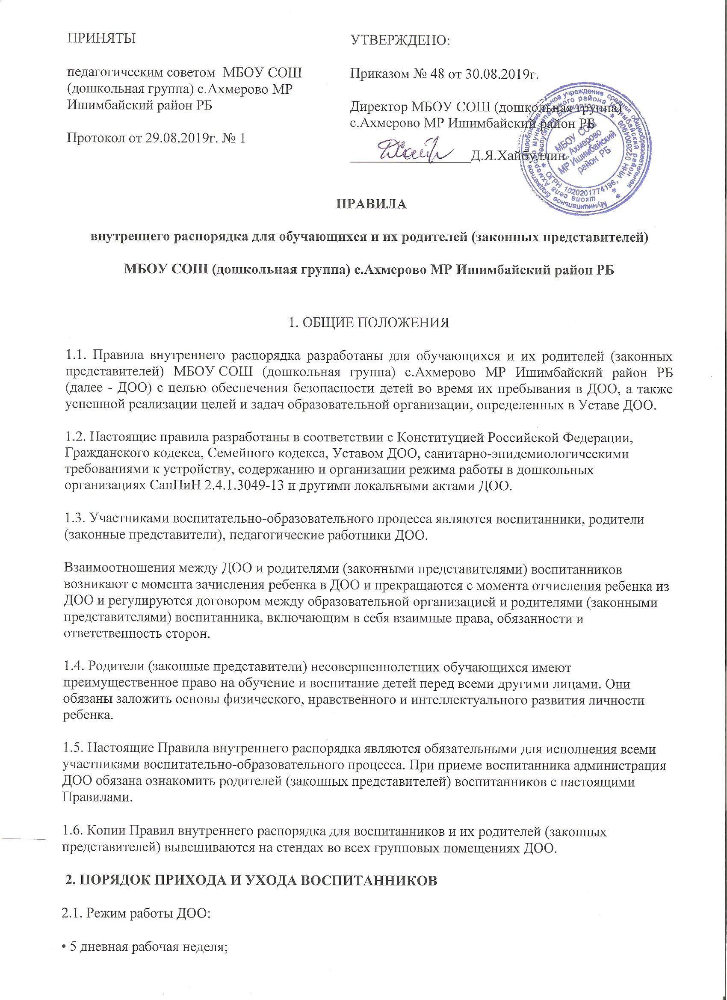 ПРИНЯТЫ
педагогическим советом МБОУ СОШ
(дошкольная группа) с.Ахмерово МР
Ишимбайский район РБ
Протокол от 29.08.2019г. № 1
УТВЕРЖДЕНО:
Приказом № 48 от 30.08.2019г.
Директор МБОУ СОШ (дошкольная группа)
с.Ахмерово МР Ишимбайский район РБ
Д.Я.Хайбуллин
Муниципальное бюджетное общеобразовательное учреждение средняя общеобразовательная
школа села Ахмерово муниципального района Ишимбайский район
Республики Башкортостан
ОГРН 1020201774196, ИНН
МБОУ СОШ
с. Ахмерово
МР Ишимбайский
район РБ
ПРАВИЛА
внутреннего распорядка для обучающихся и их родителей (законных представителей)
МБОУ СОШ (дошкольная группа) с.Ахмерово МР Ишимбайский район РБ
1. ОБЩИЕ ПОЛОЖЕНИЯ
1.1. Правила внутреннего распорядка разработаны для обучающихся и их родителей (законных
представителей) МБОУ СОШ (дошкольная группа) с.Ахмерово МР Ишимбайский район РБ
(далее - ДОО) с целью обеспечения безопасности детей во время их пребывания в ДОО, а также
успешной реализации целей и задач образовательной организации, определенных в Уставе ДОО.
1.2. Настоящие правила разработаны в соответствии с Конституцией Российской Федерации,
Гражданского кодекса, Семейного кодекса, Уставом ДОО, санитарно-эпидемиологическими
требованиями к устройству, содержанию и организации режима работы в дошкольных
организациях СанПиН 2.4.1.3049-13 и другими локальными актами ДОО.
1.3. Участниками воспитательно-образовательного процесса являются воспитанники, родители
(законные представители), педагогические работники ДОО.
Взаимоотношения между ДОО и родителями (законными представителями) воспитанников
возникают с момента зачисления ребенка в ДОО и прекращаются с момента отчисления ребенка из
ДОО и регулируются договором между образовательной организацией и родителями (законными
представителями) воспитанника, включающим в себя взаимные права, обязанности и
ответственность сторон.
1.4. Родители (законные представители) несовершеннолетних обучающихся имеют
преимущественное право на обучение и воспитание детей перед всеми другими лицами. Они
обязаны заложить основы физического, нравственного и интеллектуального развития личности
ребенка.
1.5. Настоящие Правила внутреннего распорядка являются обязательными для исполнения всеми
участниками воспитательно-образовательного процесса. При приеме воспитанника администрация
ДОО обязана ознакомить родителей (законных представителей) воспитанников с настоящими
Правилами.
1.6. Копии Правил внутреннего распорядка для воспитанников и их родителей (законных
представителей) вывешиваются на стендах во всех групповых помещениях ДОО.
2. ПОРЯДОК ПРИХОДА И УХОДА ВОСПИТАННИКОВ
2.1. Режим работы ДОО:
• 5 дневная рабочая неделя;